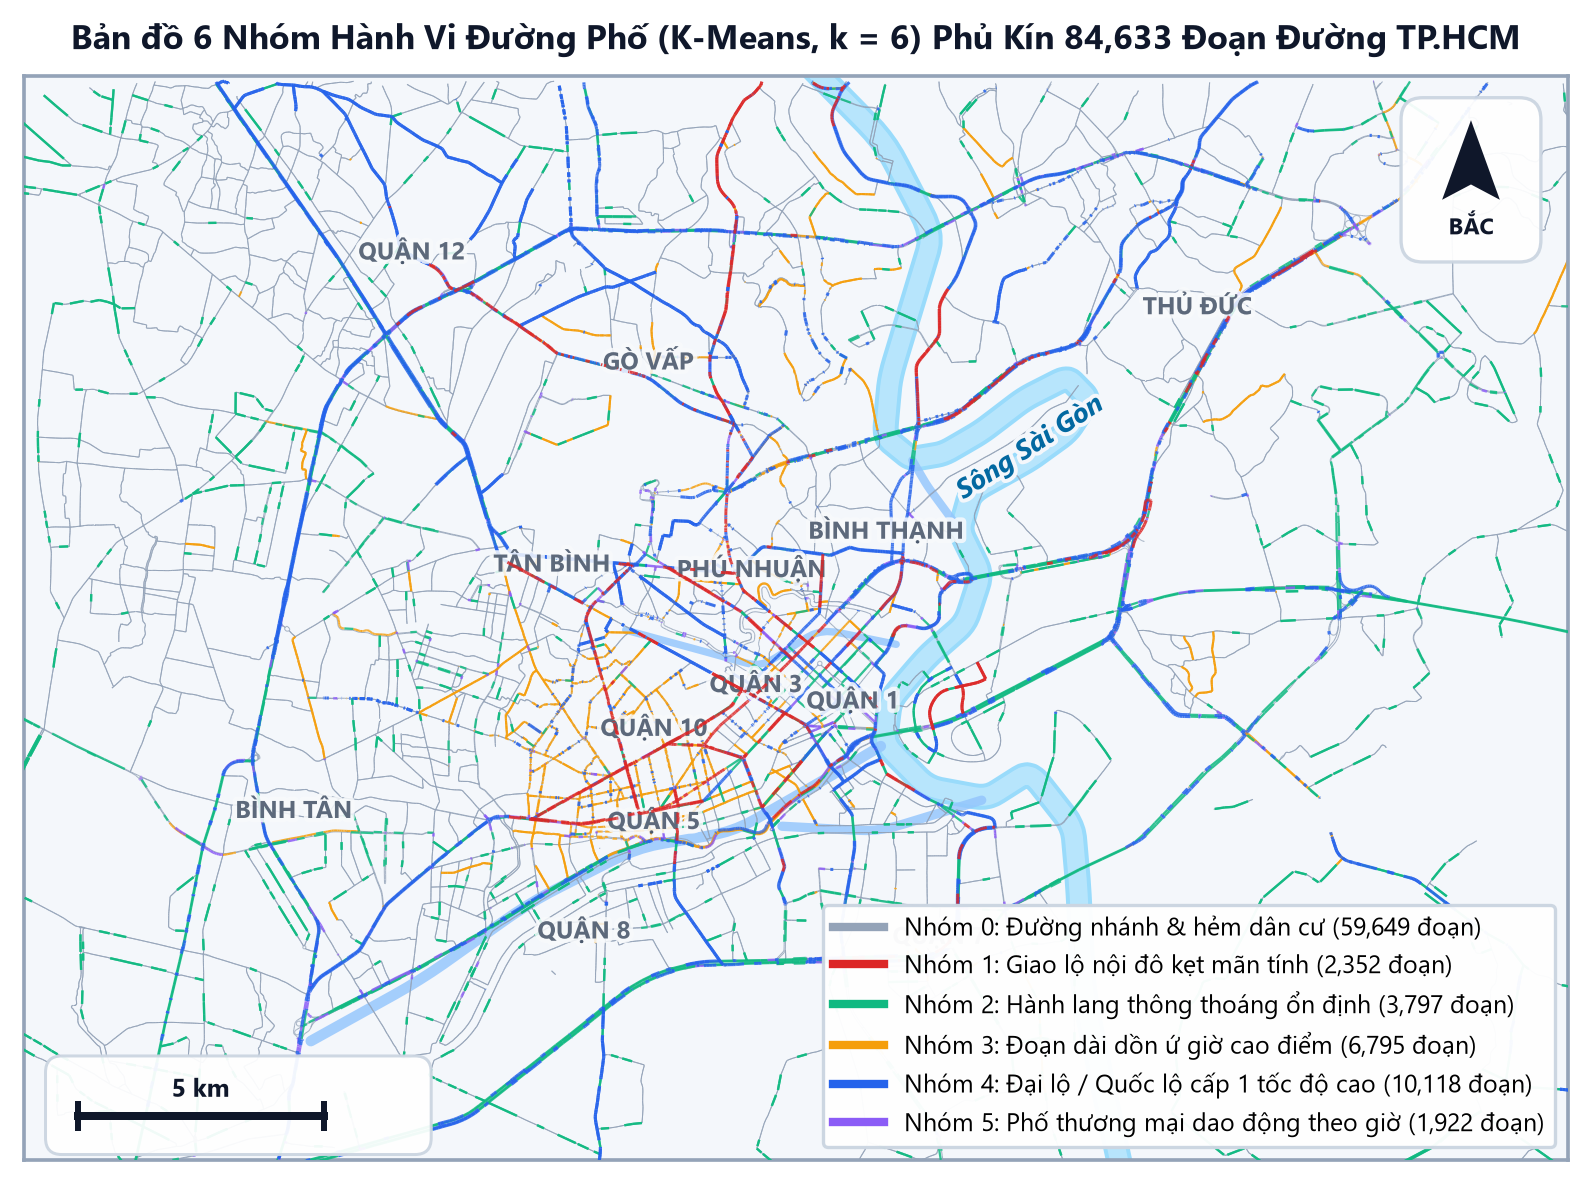 Bản đồ 6 Nhóm Hành Vi Đường Phố (K-Means, k = 6) Phủ Kín 84,633 Đoạn Đường TP.HCM
BẮC
QUẬN 12
THỦ ĐỨC
GÒ VẤP
Sông Sài Gòn
BÌNH THẠNH
TÂN BÌNH
PHÚ NHUẬN
QUẬN 3
QUẬN 1
QUẬN 10
BÌNH TÂN
QUẬN 5
QUẬN 8
Nhóm 0: Đường nhánh & hẻm dân cư (59,649 đoạn)
Nhóm 1: Giao lộ nội đô kẹt mãn tính (2,352 đoạn)
Nhóm 2: Hành lang thông thoáng ổn định (3,797 đoạn)
Nhóm 3: Đoạn dài dồn ứ giờ cao điểm (6,795 đoạn)
Nhóm 4: Đại lộ / Quốc lộ cấp 1 tốc độ cao (10,118 đoạn)
Nhóm 5: Phố thương mại dao động theo giờ (1,922 đoạn)
5 km